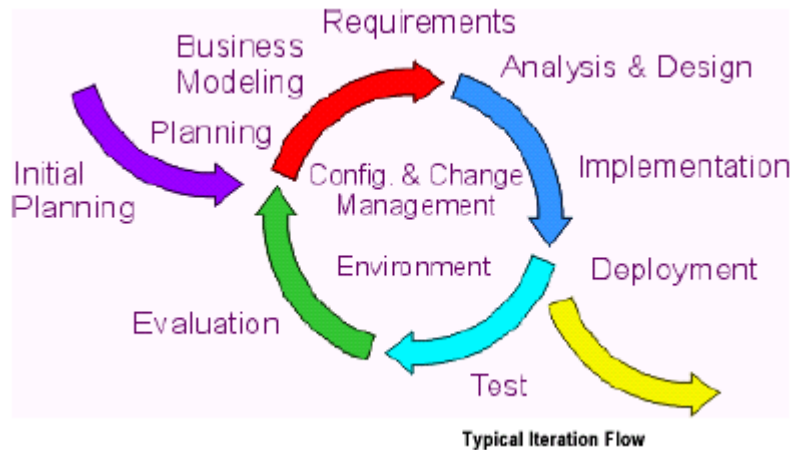 Requirements
Business
Modeling
Analysis & Design
Planning
Initial
Planning
Config. & Change
Management
Implementation
Environment
Deployment
Evaluation
Test
Typical Iteration Flow